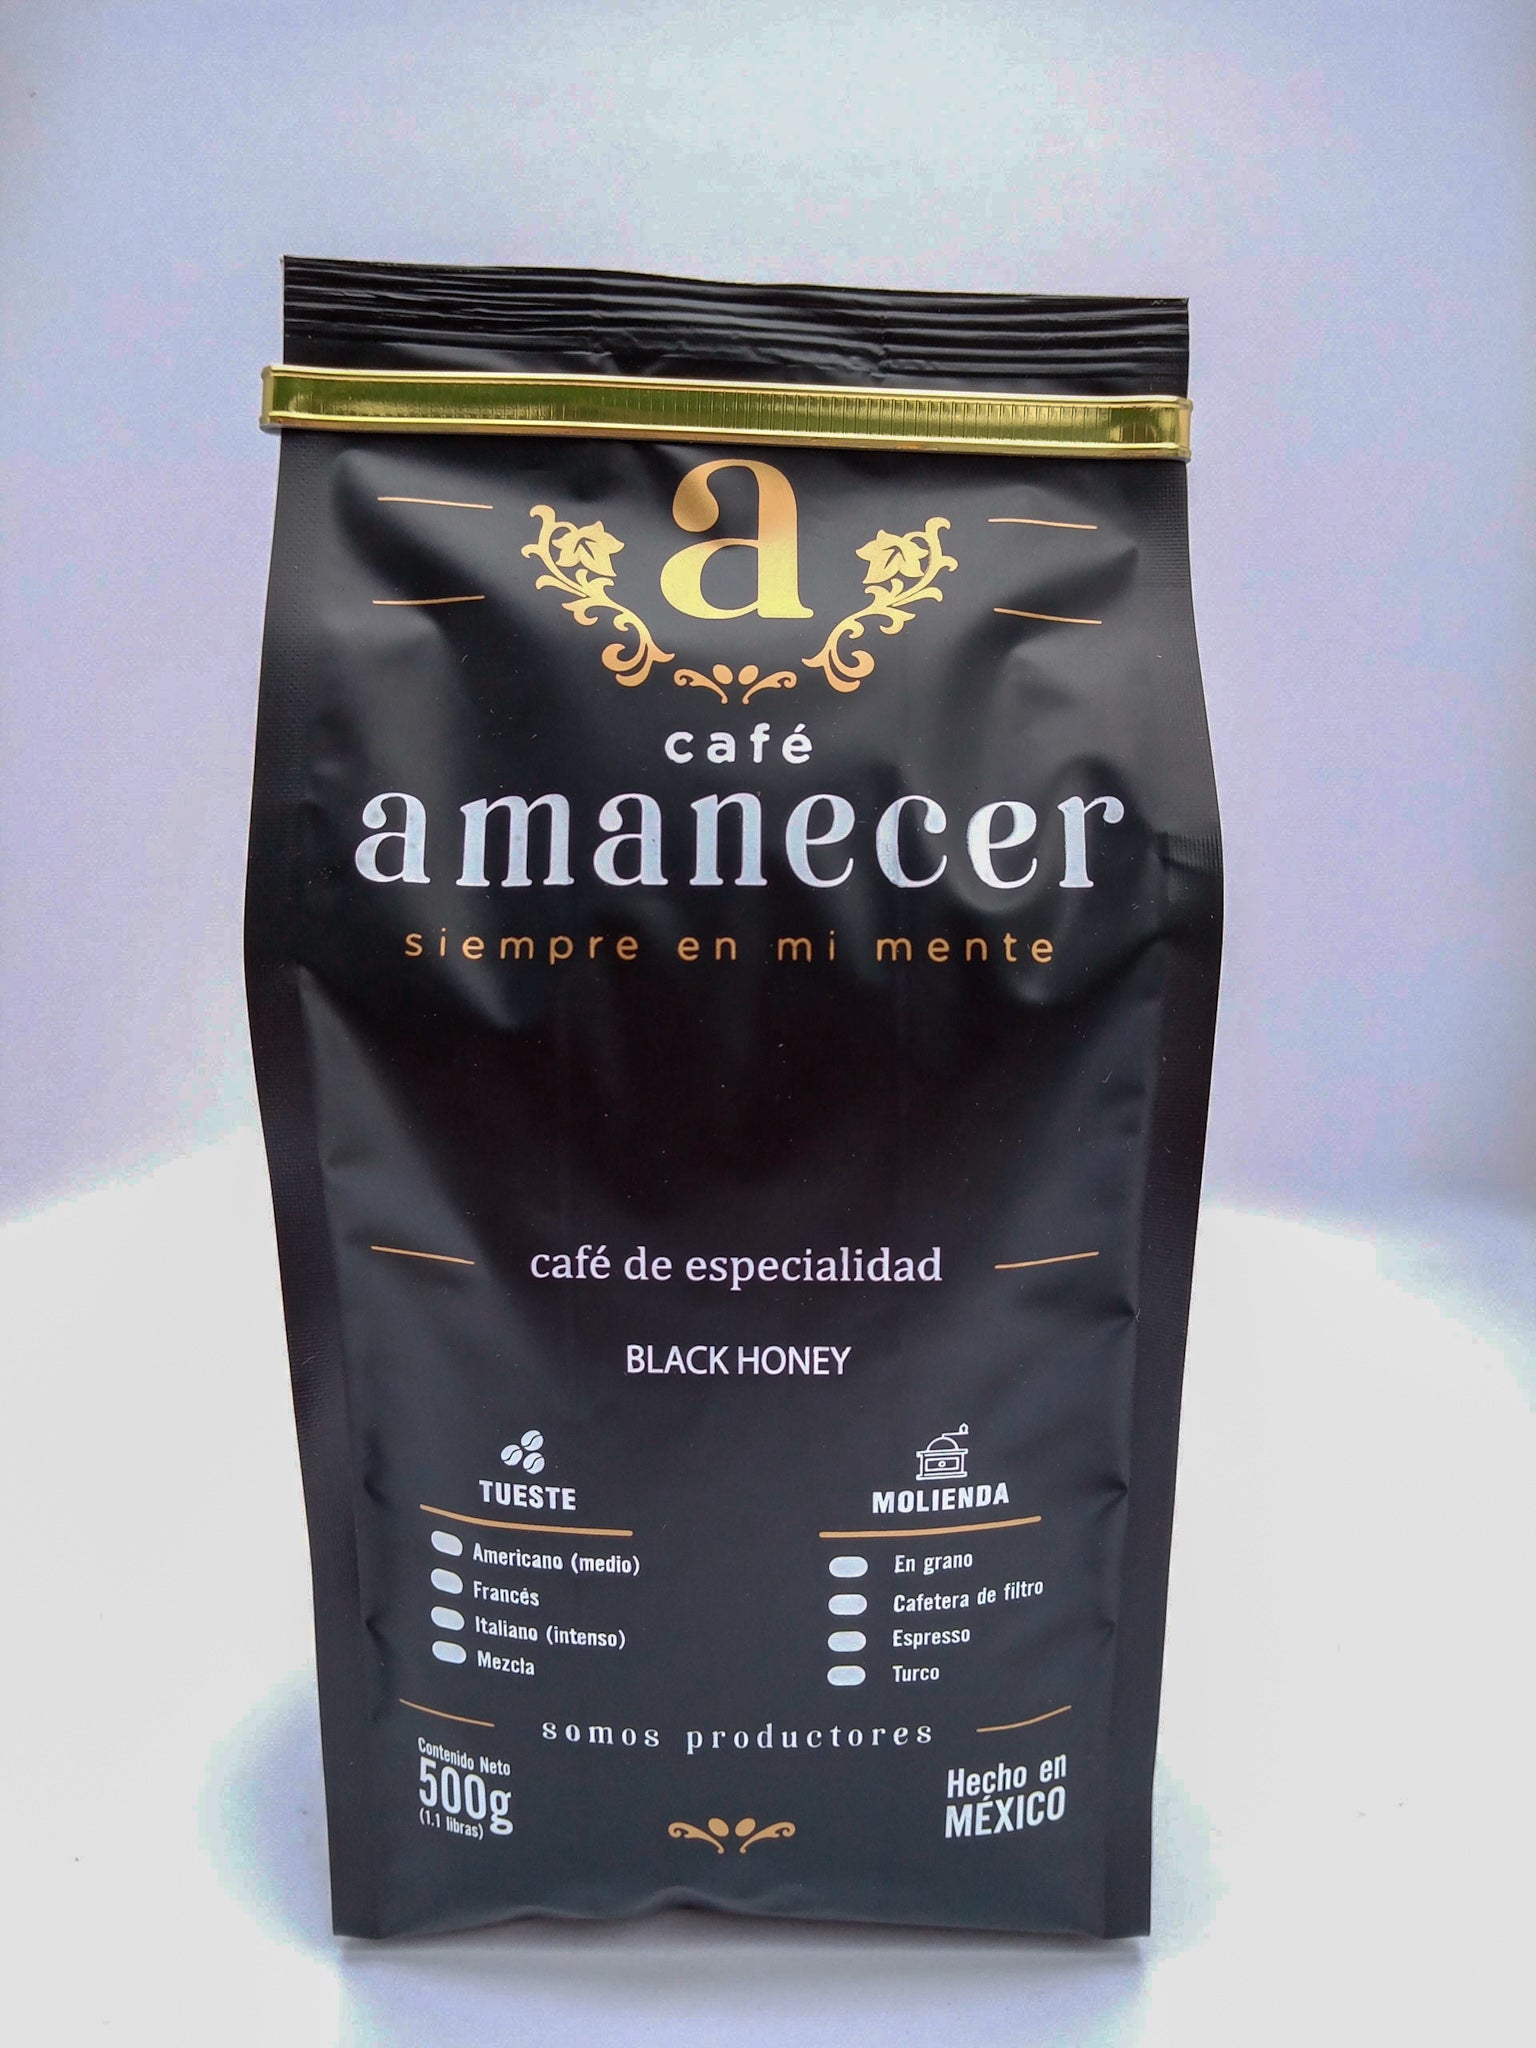 a
café
amanecer
siempre en mi mente
café de especialidad
BLACK HONEY
TUESTE
Americano (medio)
Francés
Italiano (intenso)
Mezcla
MOLIENDA
En grano
Cafetera de filtro
Espresso
Turco
somos productores
Contenido Neto
500g
(1.1 libras)
Hecho en
MÉXICO